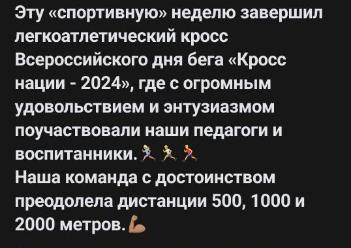 Эту «спортивную» неделю завершил
легкоатлетический кросс
Всероссийского дня бега «Кросс
нации - 2024», где с огромным
удовольствием и энтузиазмом
поучаствовали наши педагоги и
воспитанники.🏃🏼‍♀️🏃🏼🏃
Наша команда с достоинством
преодолела дистанции 500, 1000 и
2000 метров.💪🏽